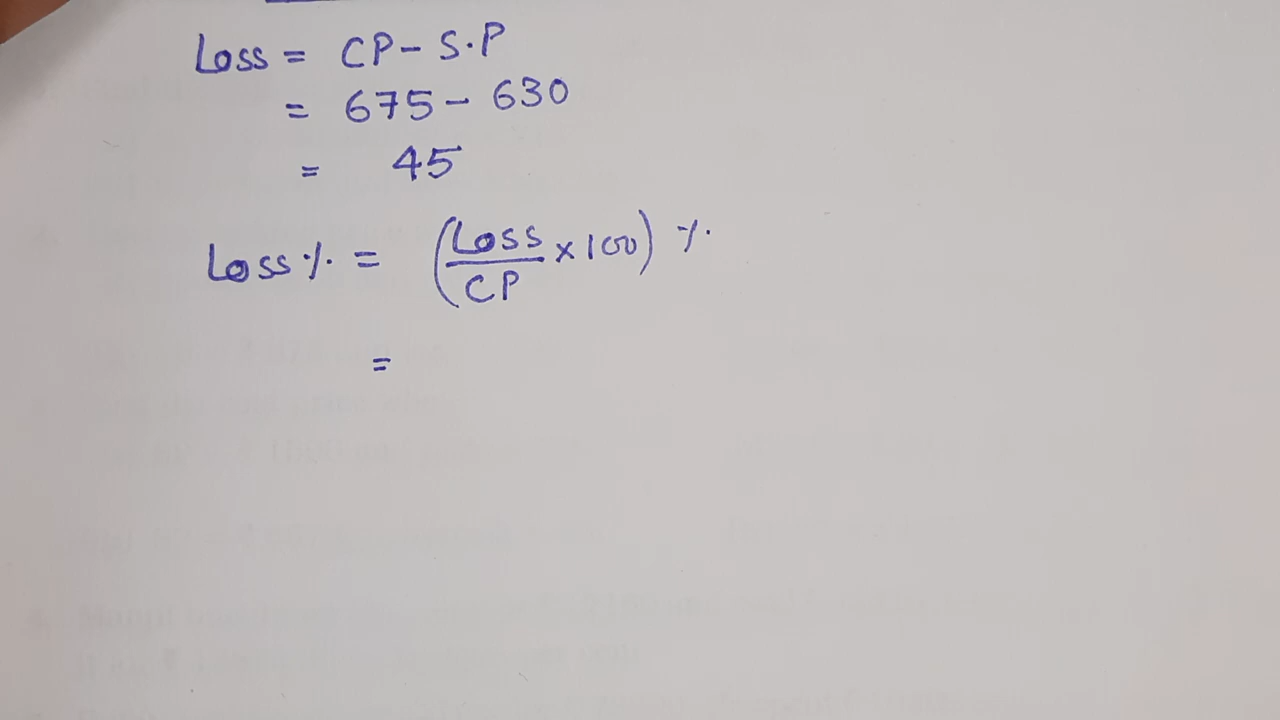 Loss = CP - S.P
= 675 - 630
= 45
Loss % = (Loss/CP × 100) %.
=